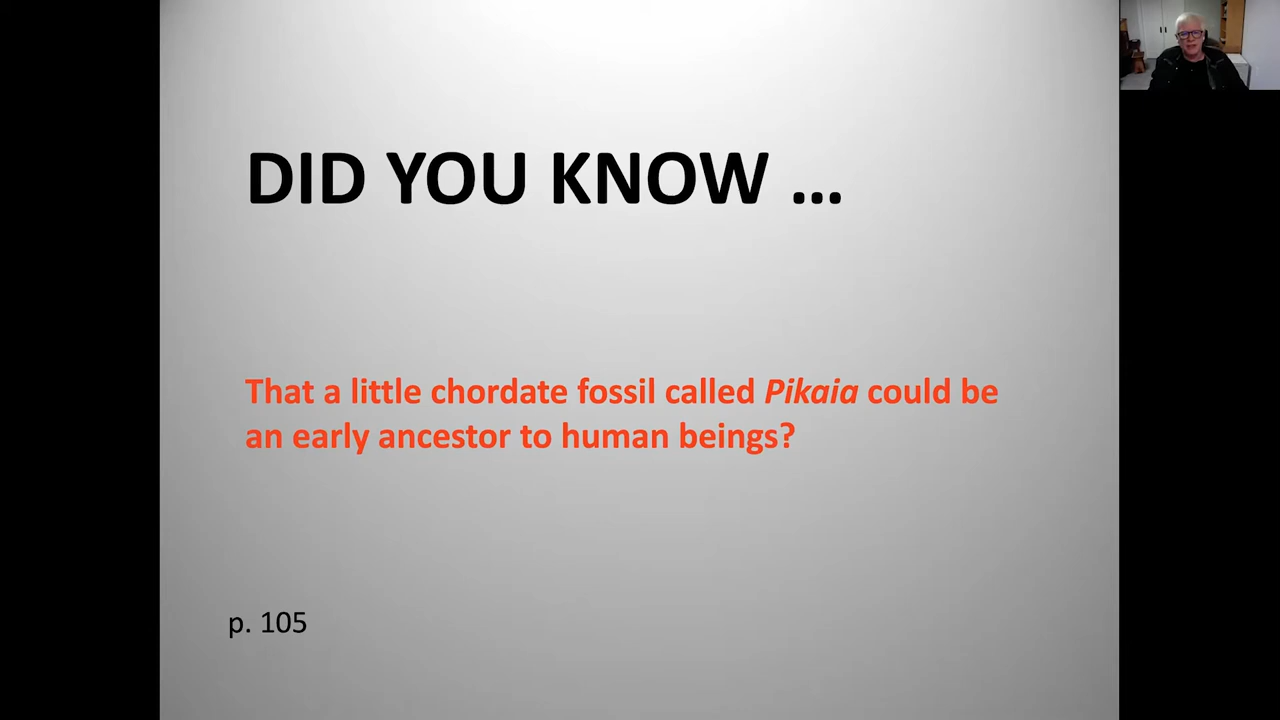 DID YOU KNOW ...
That a little chordate fossil called Pikaia could be
an early ancestor to human beings?
p. 105